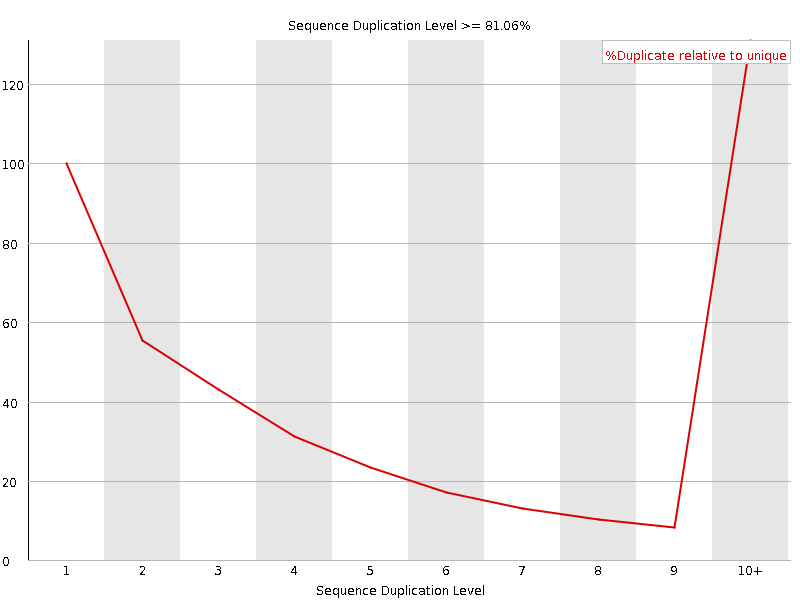 Sequence Duplication Level >= 81.06%
%Duplicate relative to unique
120
100
80
60
40
20
0
1 2 3 4 5 6 7 8 9 10+
Sequence Duplication Level